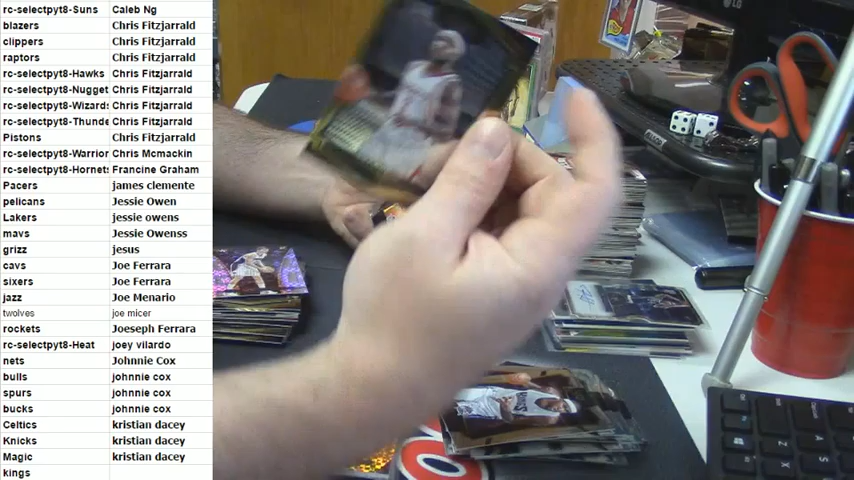 rc-selectpyt8-Suns Caleb Ng
blazers Chris Fitzjarrald
clippers Chris Fitzjarrald
raptors Chris Fitzjarrald
rc-selectpyt8-Hawks Chris Fitzjarrald
rc-selectpyt8-Nugget Chris Fitzjarrald
rc-selectpyt8-Wizard Chris Fitzjarrald
rc-selectpyt8-Thunde Chris Fitzjarrald
Pistons Chris Fitzjarrald
rc-selectpyt8-Warrior Chris Mcmackin
rc-selectpyt8-Hornet Francine Graham
Pacers james clemente
pelicans Jessie Owen
Lakers jessie owens
mavs Jessie Owenss
grizz jesus
cavs Joe Ferrara
sixers Joe Ferrara
jazz Joe Menario
twolves joe micer
rockets Joeseph Ferrara
rc-selectpyt8-Heat joey vilardo
nets Johnnie Cox
bulls johnnie cox
spurs johnnie cox
bucks johnnie cox
Celtics kristian dacey
Knicks kristian dacey
Magic kristian dacey
kings
LG